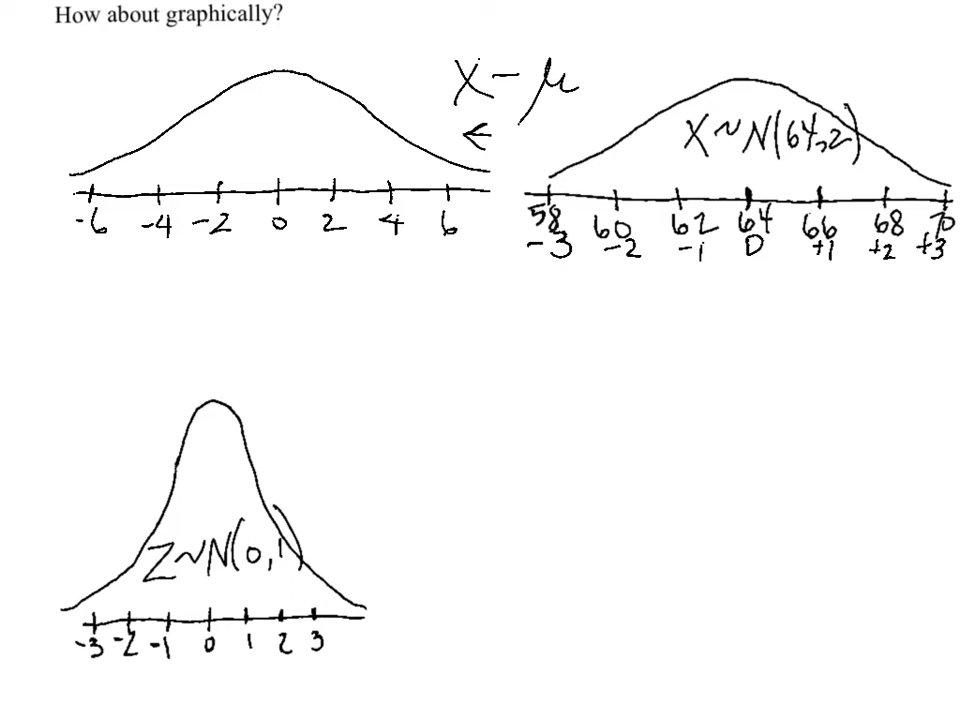 How about graphically?
X - μ
←
X ~ N(64, 2)
-6 -4 -2 0 2 4 6
58 60 62 64 66 68 70
-3 -2 -1 0 +1 +2 +3
Z ~ N(0, 1)
-3 -2 -1 0 1 2 3